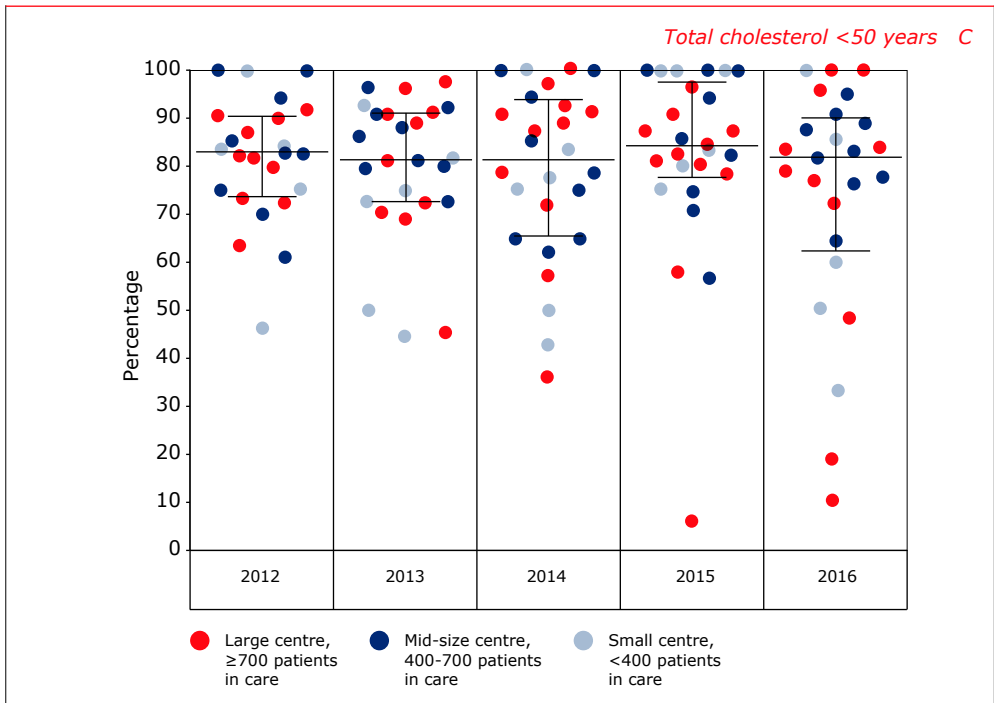 Total cholesterol <50 years C
Percentage
100
90
80
70
60
50
40
30
20
10
0
2012
2013
2014
2015
2016
Large centre,
≥700 patients
in care
Mid-size centre,
400-700 patients
in care
Small centre,
<400 patients
in care